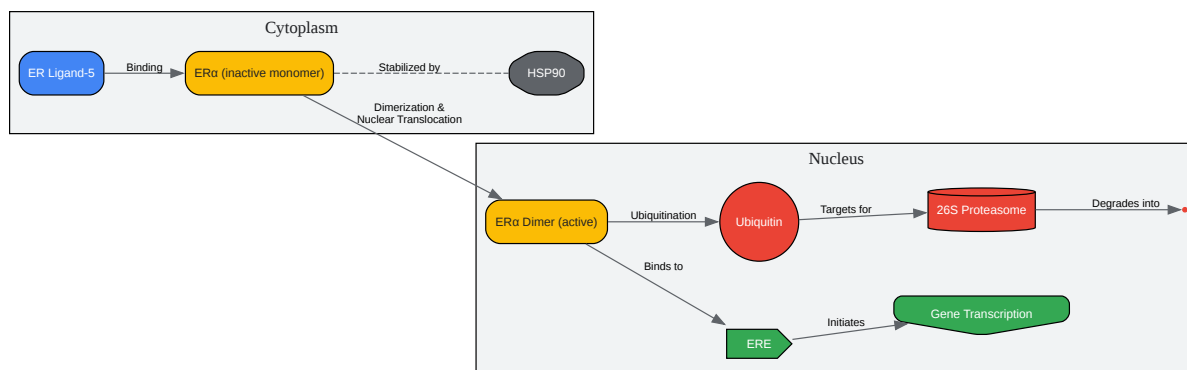 Cytoplasm
ER Ligand-5
Binding
ERα (inactive monomer)
Stabilized by
HSP90
Dimerization &
Nuclear Translocation
Nucleus
ERα Dimer (active)
Ubiquitination
Ubiquitin
Targets for
26S Proteasome
Degrades into
Binds to
ERE
Initiates
Gene Transcription